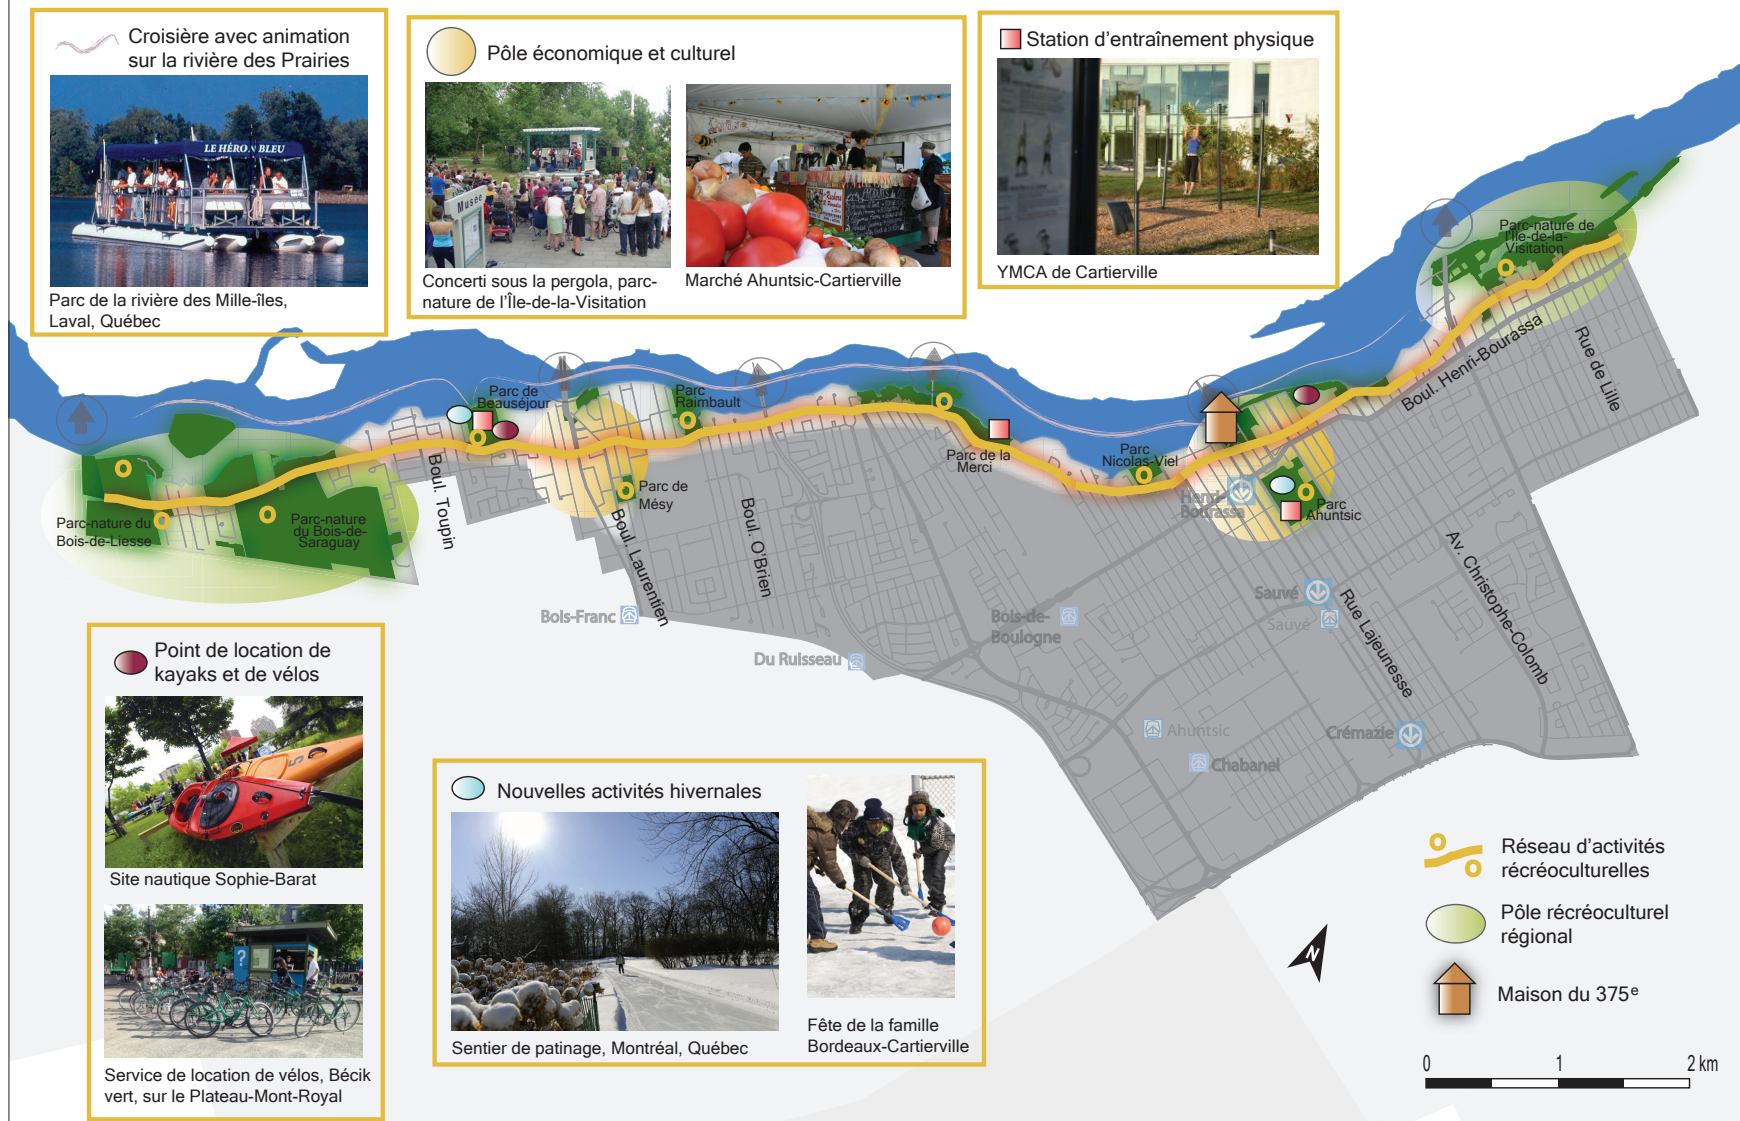 Croisière avec animation
sur la rivière des Prairies
LE HÉRON BLEU
Parc de la rivière des Mille-îles,
Laval, Québec
Pôle économique et culturel
Musée
Concerti sous la pergola, parc-
nature de l'Île-de-la-Visitation
Marché Ahuntsic-Cartierville
Station d'entraînement physique
YMCA de Cartierville
Parc-nature de
l'Île-de-la-
Visitation
Boul. Henri-Bourassa
Rue de Lille
Parc de
Beauséjour
Parc
Raimbault
Parc de la
Merci
Parc
Nicolas-Viel
Henri-
Bourassa
Parc
Ahuntsic
Parc de
Mésy
Parc-nature du
Bois-de-Liesse
Parc-nature
du Bois-de-
Saraguay
Boul. Toupin
Boul. Laurentien
Boul. O'Brien
Av. Christophe-Colomb
Rue Lajeunesse
Bois-Franc
Du Ruisseau
Bois-de-
Boulogne
Sauvé
Sauvé
Ahuntsic
Chabanel
Crémazie
Point de location de
kayaks et de vélos
5
Site nautique Sophie-Barat
?
Service de location de vélos, Bécik
vert, sur le Plateau-Mont-Royal
Nouvelles activités hivernales
Sentier de patinage, Montréal, Québec
Fête de la famille
Bordeaux-Cartierville
Réseau d'activités
récréoculturelles
Pôle récréoculturel
régional
Maison du 375e
N
0 1 2 km